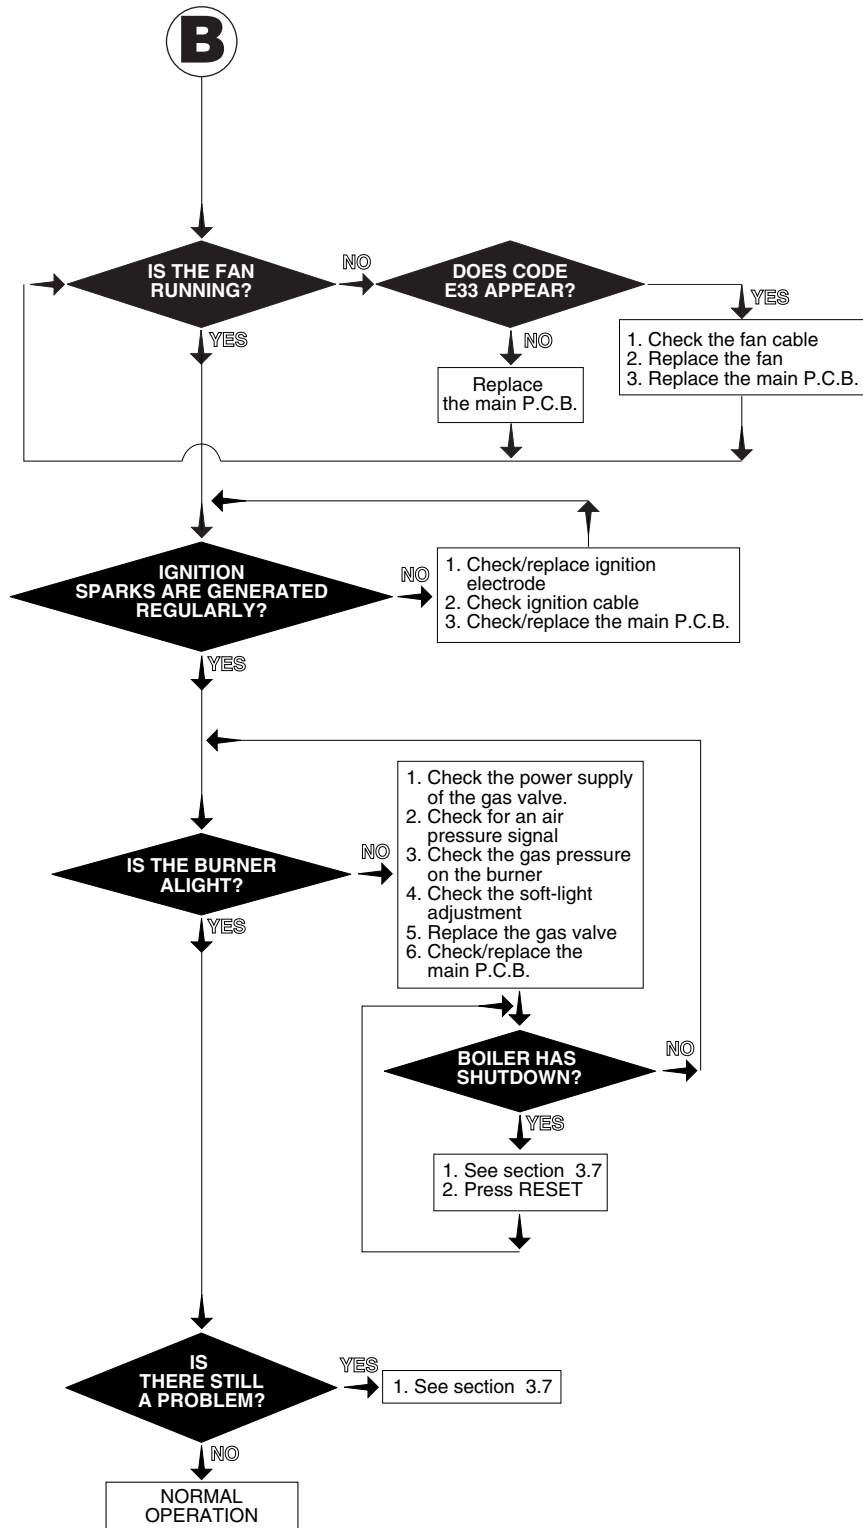 B
IS THE FAN
RUNNING?
NO
DOES CODE
E33 APPEAR?
YES
1. Check the fan cable
2. Replace the fan
3. Replace the main P.C.B.
NO
Replace
the main P.C.B.
YES
IGNITION
SPARKS ARE GENERATED
REGULARLY?
NO
1. Check/replace ignition
electrode
2. Check ignition cable
3. Check/replace the main P.C.B.
YES
IS THE BURNER
ALIGHT?
NO
1. Check the power supply
of the gas valve.
2. Check for an air
pressure signal
3. Check the gas pressure
on the burner
4. Check the soft-light
adjustment
5. Replace the gas valve
6. Check/replace the
main P.C.B.
YES
BOILER HAS
SHUTDOWN?
NO
YES
1. See section 3.7
2. Press RESET
IS
THERE STILL
A PROBLEM?
YES
1. See section 3.7
NO
NORMAL
OPERATION